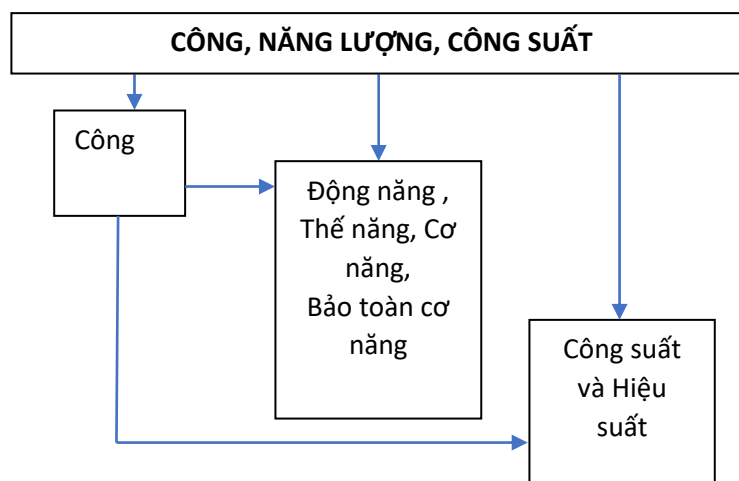 CÔNG, NĂNG LƯỢNG, CÔNG SUẤT
Công
Động năng ,
Thế năng, Cơ
năng,
Bảo toàn cơ
năng
Công suất
và Hiệu
suất